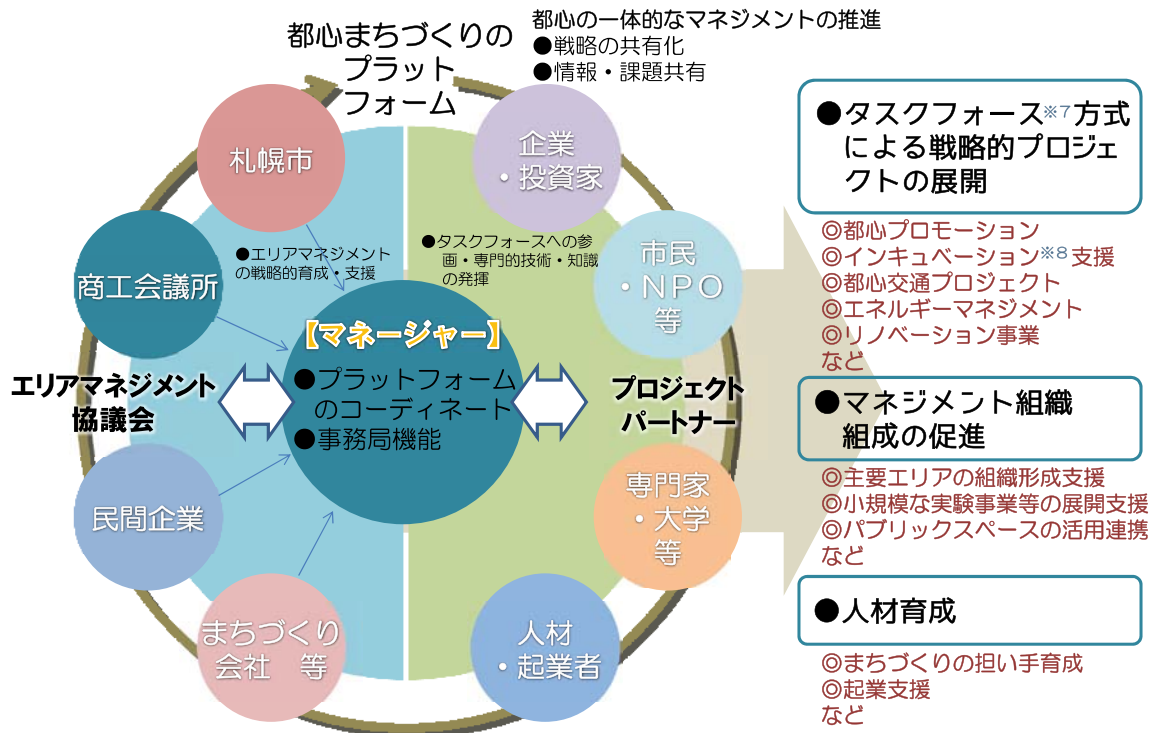 都心まちづくりの
プラット
フォーム
都心の一体的なマネジメントの推進
●戦略の共有化
●情報・課題共有
札幌市
商工会議所
●エリアマネジメント
の戦略的育成・支援
エリアマネジメント
協議会
民間企業
まちづくり
会社　等
【マネージャー】
●プラットフォーム
のコーディネート
●事務局機能
企業
・投資家
●タスクフォースへの参
画・専門的技術・知識
の発揮
市民
・ＮＰＯ
等
プロジェクト
パートナー
専門家
・大学
等
人材
・起業者
●タスクフォース※7方式
による戦略的プロジェ
クトの展開
◎都心プロモーション
◎インキュベーション※8支援
◎都心交通プロジェクト
◎エネルギーマネジメント
◎リノベーション事業
など
●マネジメント組織
組成の促進
◎主要エリアの組織形成支援
◎小規模な実験事業等の展開支援
◎パブリックスペースの活用連携
など
●人材育成
◎まちづくりの担い手育成
◎起業支援
など